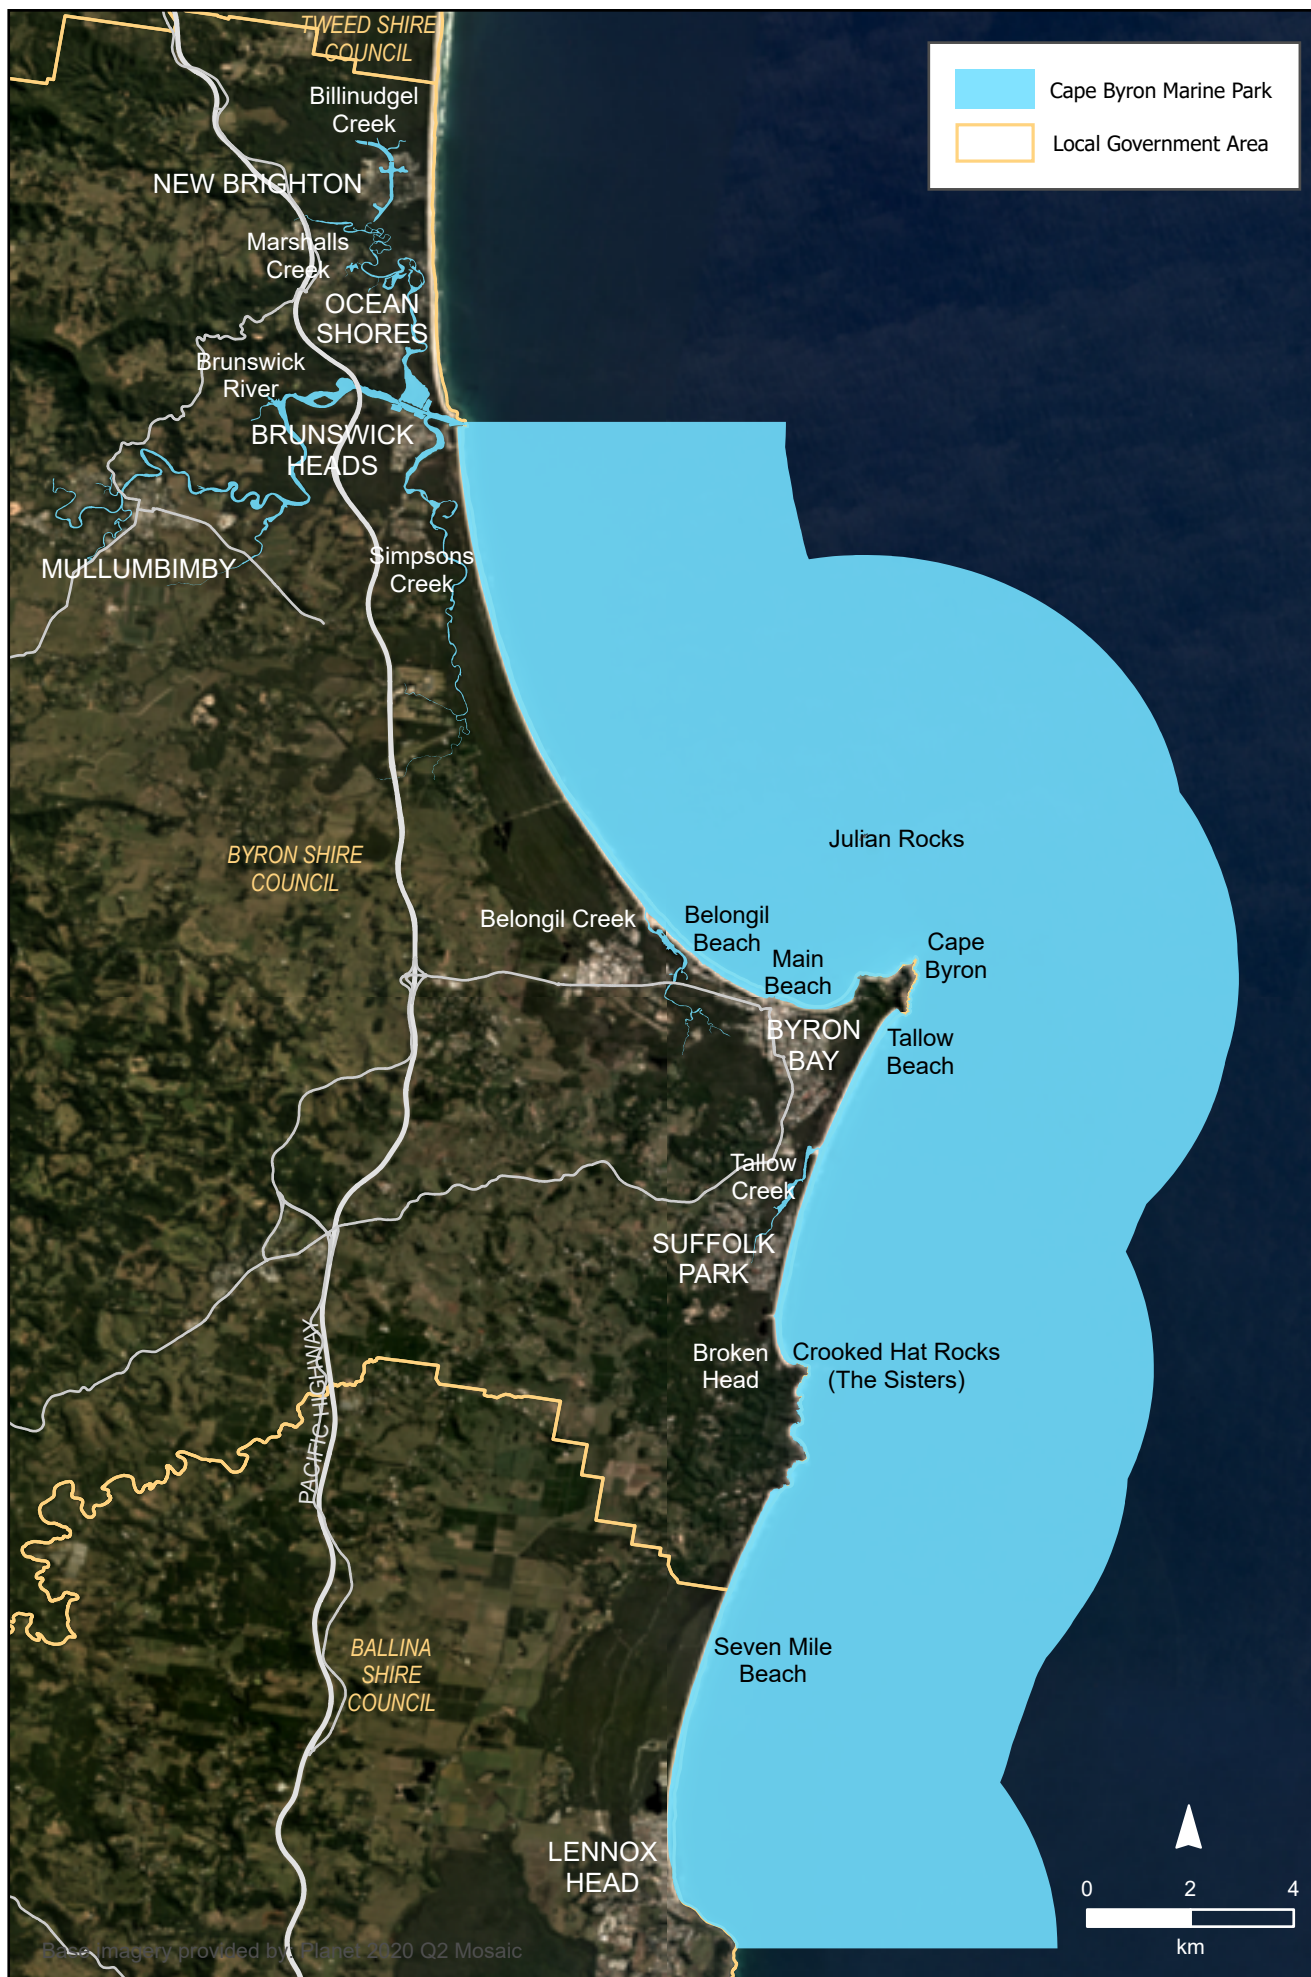 TWEED SHIRE
COUNCIL
Cape Byron Marine Park
Local Government Area
Billinudgel
Creek
NEW BRIGHTON
Marshalls
Creek
OCEAN
SHORES
Brunswick
River
BRUNSWICK
HEADS
MULLUMBIMBY
Simpsons
Creek
Julian Rocks
BYRON SHIRE
COUNCIL
Belongil Creek
Belongil
Beach
Main
Beach
Cape
Byron
BYRON
BAY
Tallow
Beach
Tallow
Creek
SUFFOLK
PARK
Broken
Head
Crooked Hat Rocks
(The Sisters)
PACIFIC HIGHWAY
Seven Mile
Beach
BALLINA
SHIRE
COUNCIL
LENNOX
HEAD
0 2 4
km
Base imagery provided by: Planet 2020 Q2 Mosaic